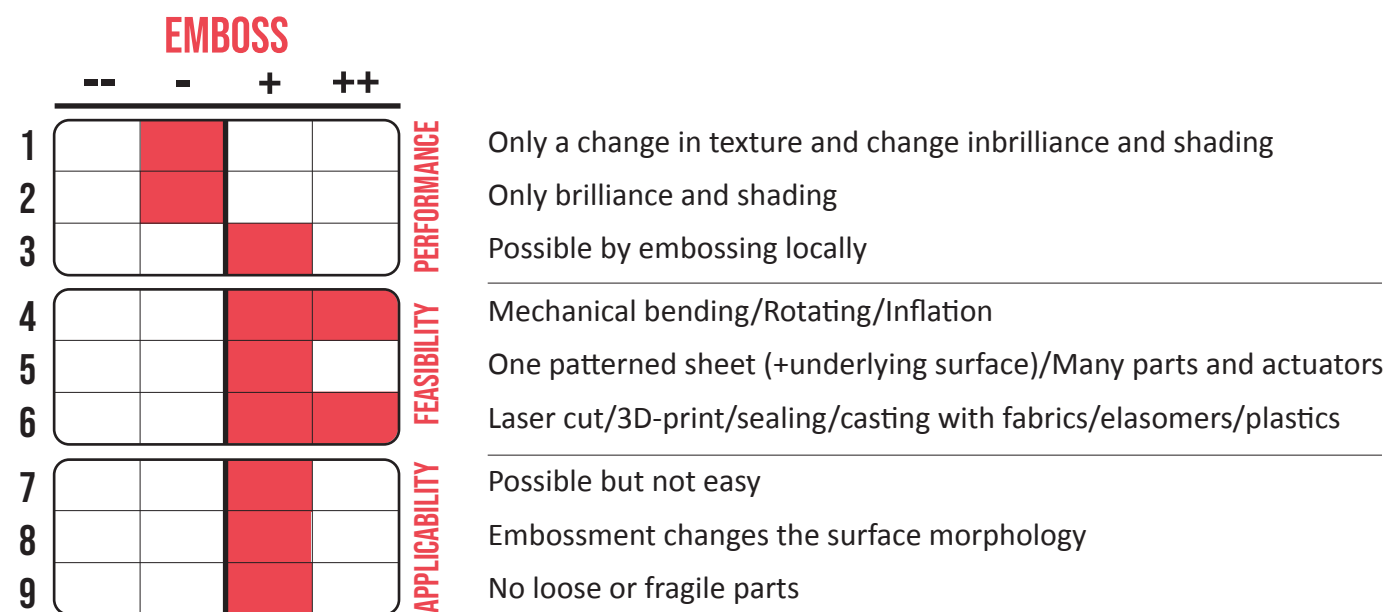 EMBOSS
-- - + ++
1 Only a change in texture and change inbrilliance and shading
2 Only brilliance and shading
3 Possible by embossing locally
PERFORMANCE
4 Mechanical bending/Rotating/Inflation
5 One patterned sheet (+underlying surface)/Many parts and actuators
6 Laser cut/3D-print/sealing/casting with fabrics/elasomers/plastics
FEASIBILITY
7 Possible but not easy
8 Embossment changes the surface morphology
9 No loose or fragile parts
APPLICABILITY